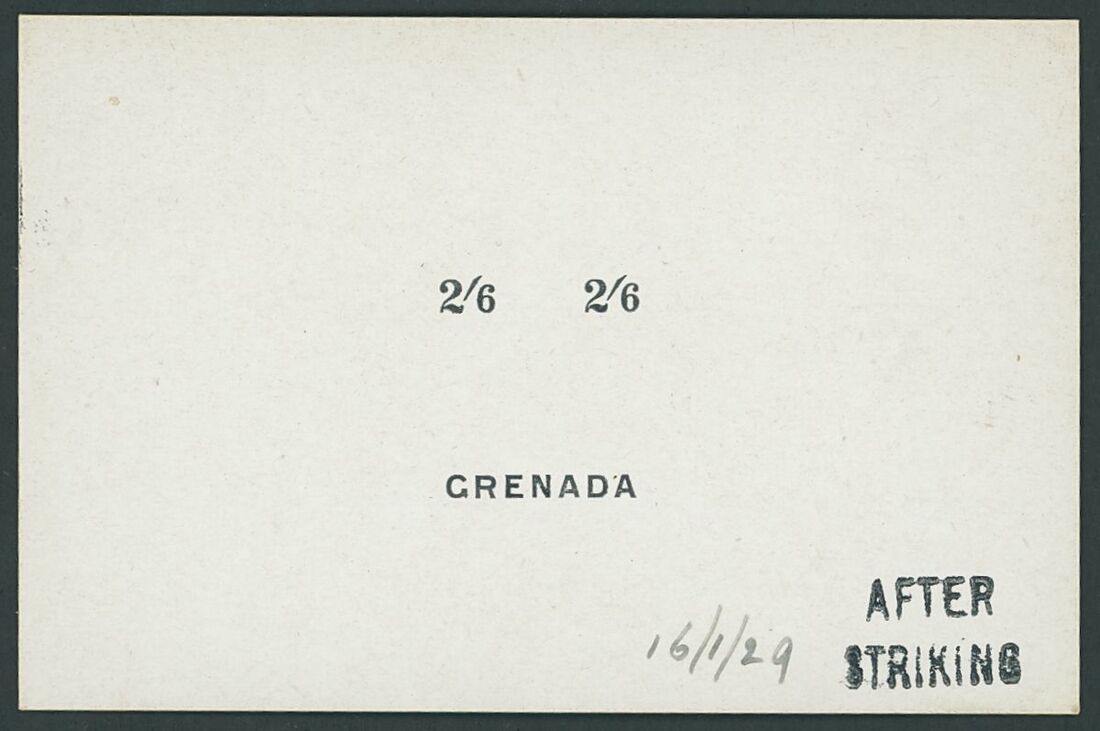 2/6 2/6
GRENADA
16/1/29
AFTER
STRIKING